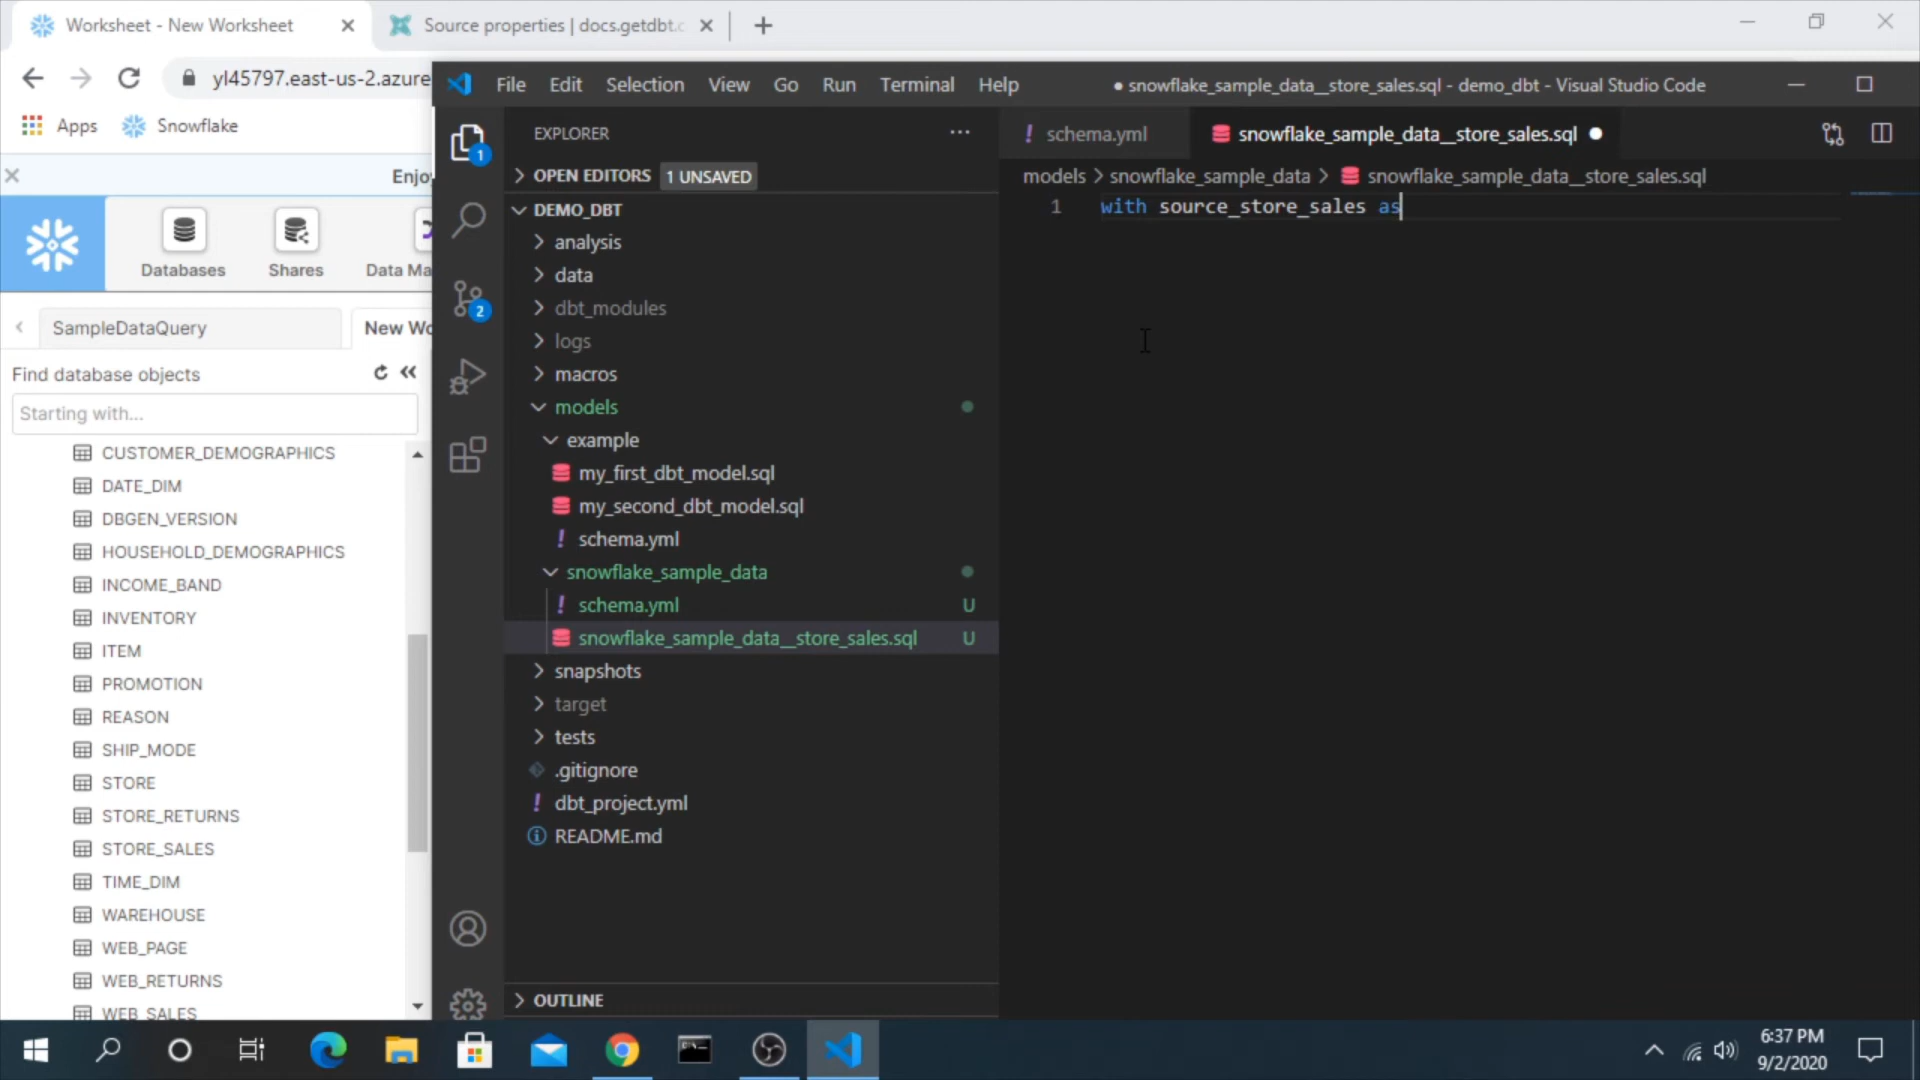 Worksheet - New Worksheet
Source properties | docs.getdbt.c
yl45797.east-us-2.azure
Apps
Snowflake
Enjoy
Databases
Shares
Data Ma
SampleDataQuery
New Wo
Find database objects
Starting with...
CUSTOMER_DEMOGRAPHICS
DATE_DIM
DBGEN_VERSION
HOUSEHOLD_DEMOGRAPHICS
INCOME_BAND
INVENTORY
ITEM
PROMOTION
REASON
SHIP_MODE
STORE
STORE_RETURNS
STORE_SALES
TIME_DIM
WAREHOUSE
WEB_PAGE
WEB_RETURNS
WEB_SALES
File Edit Selection View Go Run Terminal Help
● snowflake_sample_data__store_sales.sql - demo_dbt - Visual Studio Code
1
2
EXPLORER
OPEN EDITORS 1 UNSAVED
DEMO_DBT
analysis
data
dbt_modules
logs
macros
models
example
my_first_dbt_model.sql
my_second_dbt_model.sql
! schema.yml
snowflake_sample_data
! schema.yml U
snowflake_sample_data__store_sales.sql U
snapshots
target
tests
.gitignore
! dbt_project.yml
README.md
OUTLINE
! schema.yml
snowflake_sample_data__store_sales.sql ●
models > snowflake_sample_data > snowflake_sample_data__store_sales.sql
1 with source_store_sales as
6:37 PM
9/2/2020